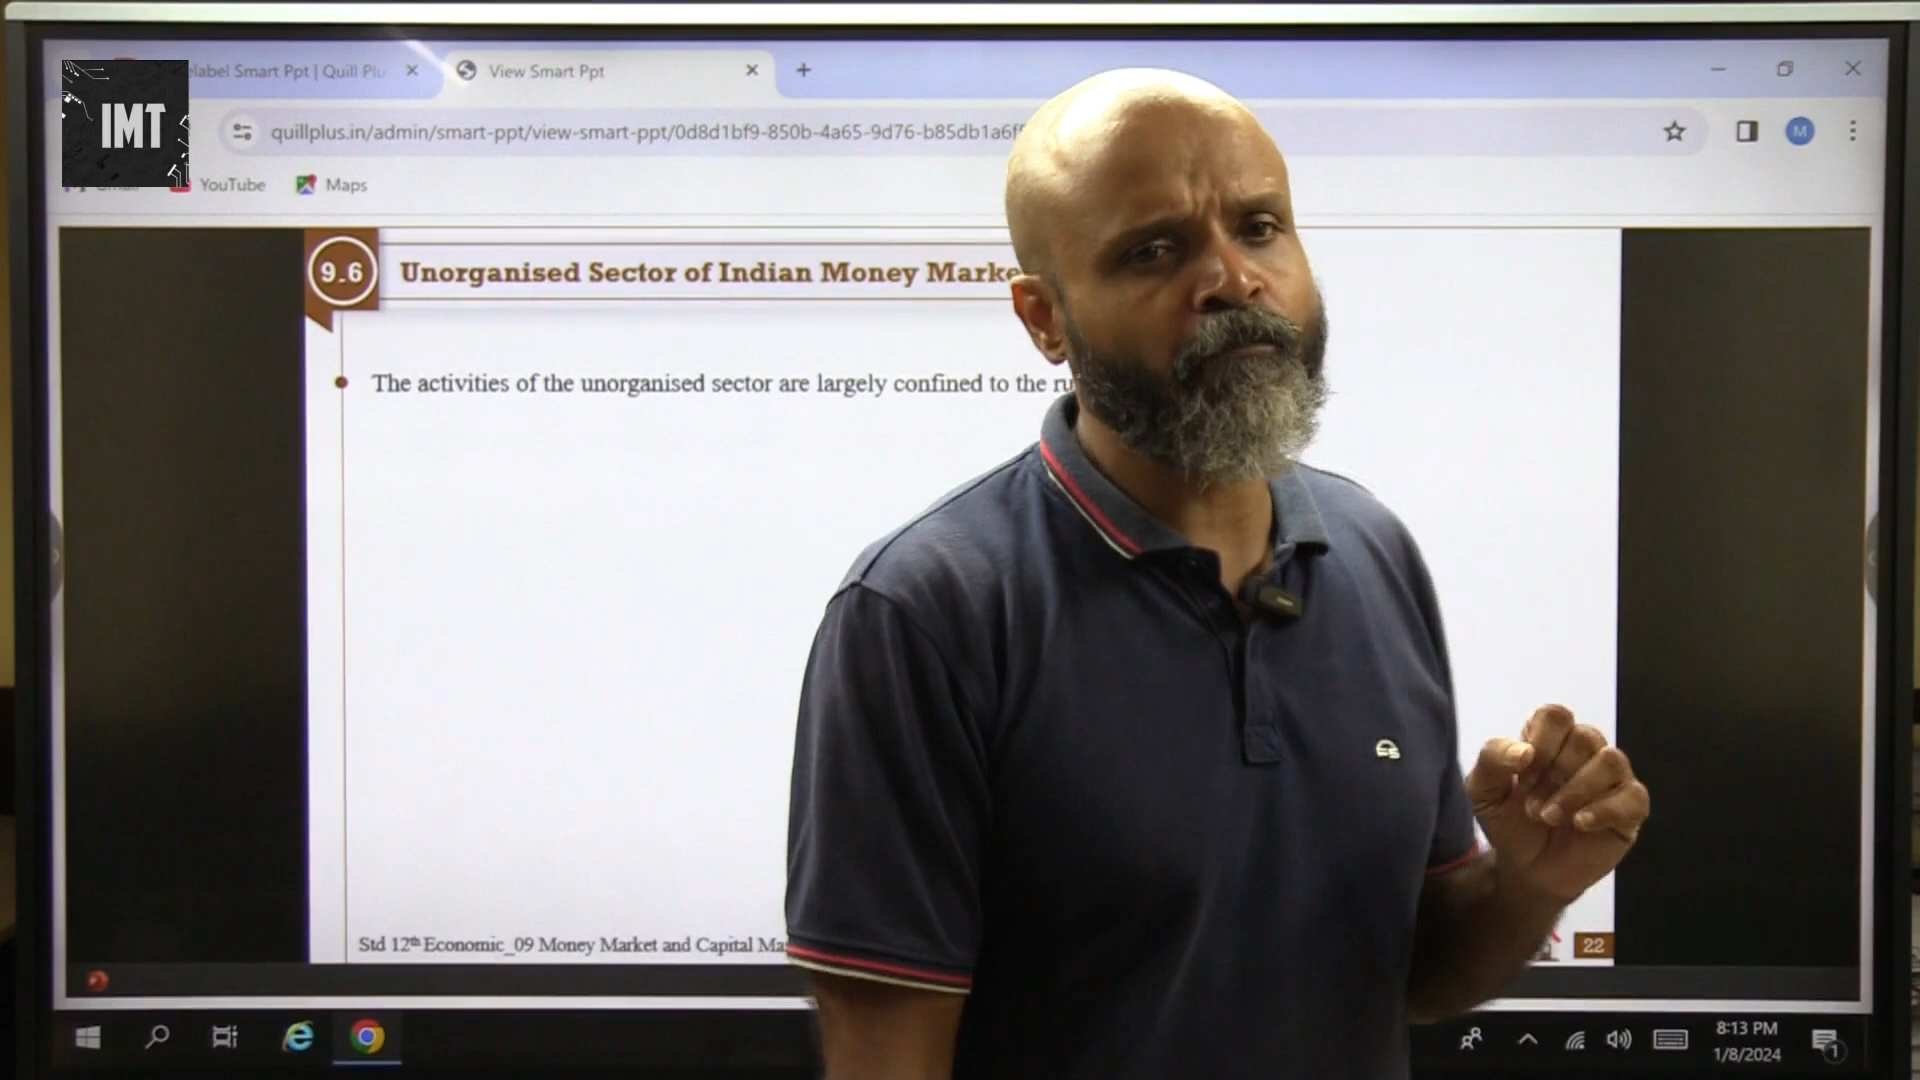 elabel Smart Ppt | Quill Plu
View Smart Ppt
IMT
quillplus.in/admin/smart-ppt/view-smart-ppt/0d8d1bf9-850b-4a65-9d76-b85db1a6f
M
YouTube
Maps
9.6
Unorganised Sector of Indian Money Marke
The activities of the unorganised sector are largely confined to the ru
Std 12th Economic_09 Money Market and Capital Ma
22
8:13 PM
1/8/2024
1